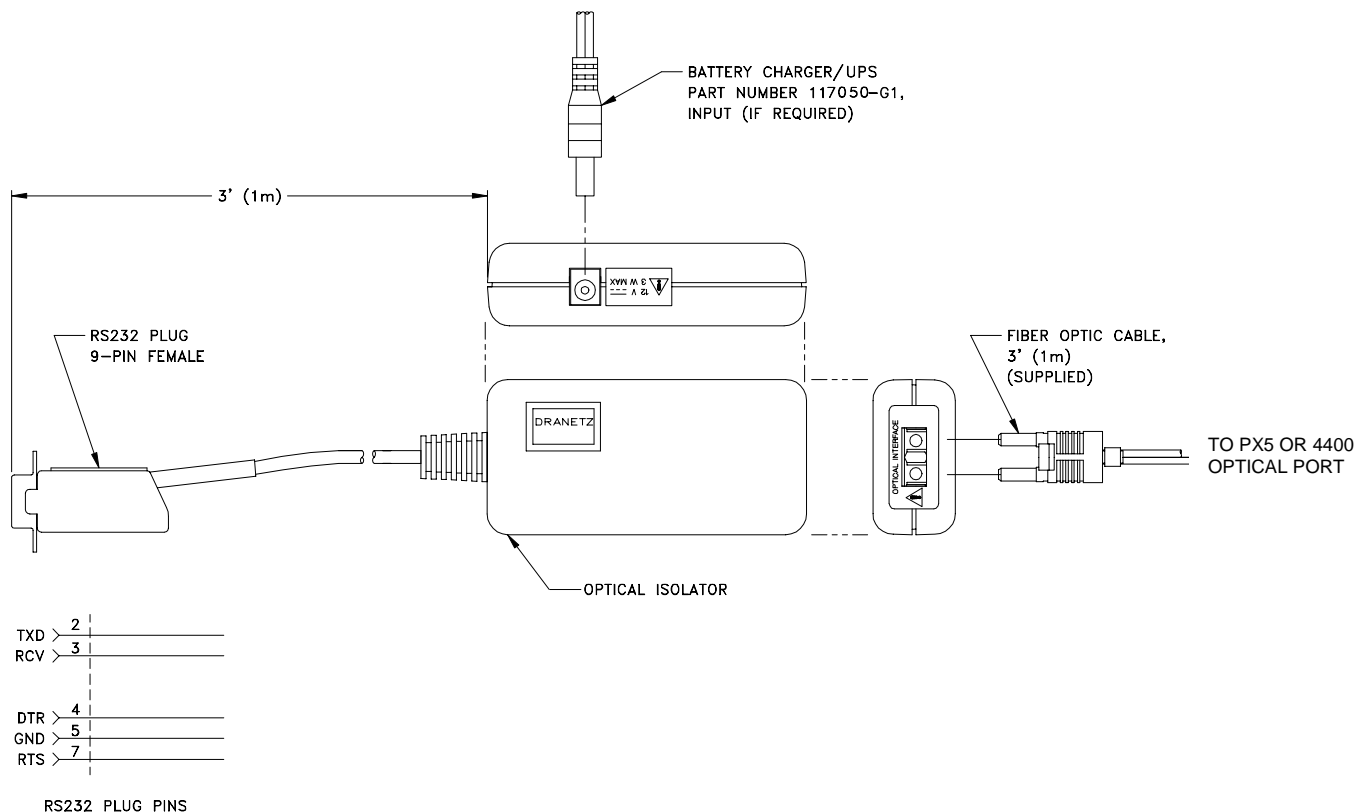 BATTERY CHARGER/UPS
PART NUMBER 117050-G1,
INPUT (IF REQUIRED)
3' (1m)
12 V
3 W MAX
RS232 PLUG
9-PIN FEMALE
FIBER OPTIC CABLE,
3' (1m)
(SUPPLIED)
DRANETZ
OPTICAL INTERFACE
TO PX5 OR 4400
OPTICAL PORT
OPTICAL ISOLATOR
TXD 2
RCV 3
DTR 4
GND 5
RTS 7
RS232 PLUG PINS